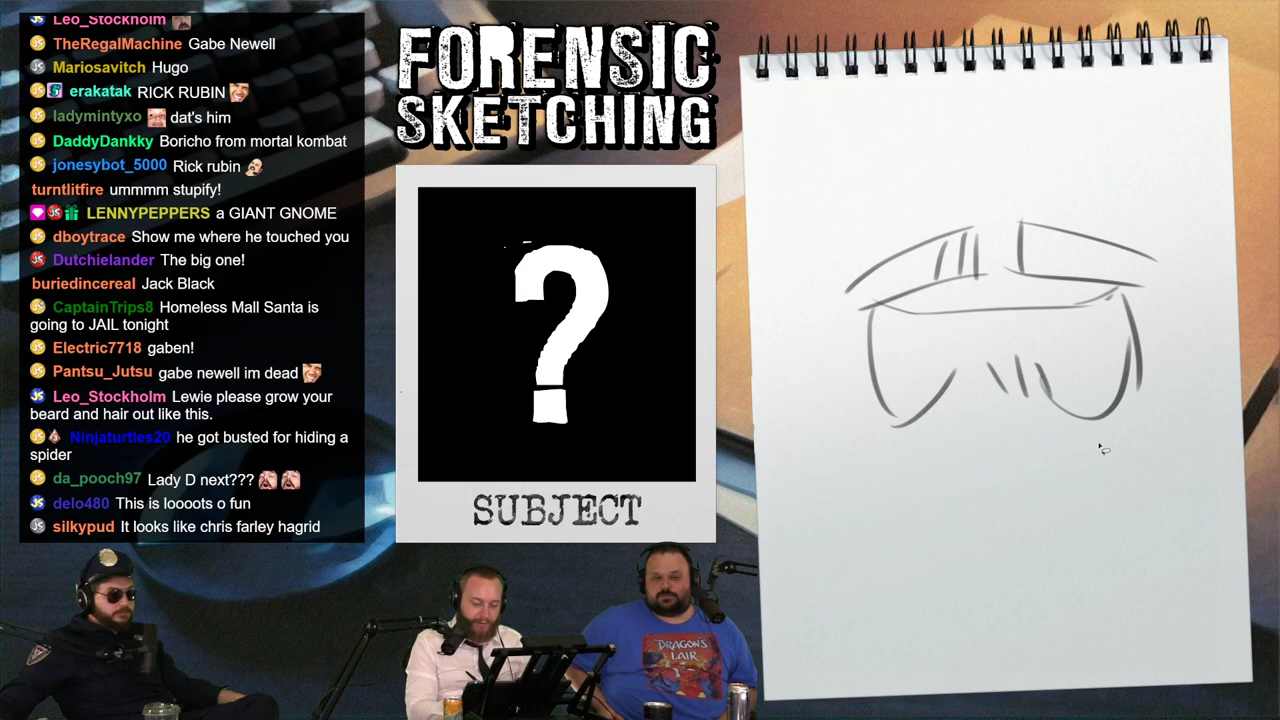 Leo_Stockholm
TheRegalMachine Gabe Newell
Mariosavitch Hugo
erakatak RICK RUBIN
ladymintyxo dat's him
DaddyDankky Boricho from mortal kombat
jonesybot_5000 Rick rubin
turntlitfire ummmm stupify!
LENNYPEPPERS a GIANT GNOME
dboytrace Show me where he touched you
Dutchielander The big one!
buriedincereal Jack Black
CaptainTrips8 Homeless Mall Santa is
going to JAIL tonight
Electric7718 gaben!
Pantsu_Jutsu gabe newell im dead
Leo_Stockholm Lewie please grow your
beard and hair out like this.
Ninjaturtles20 he got busted for hiding a
spider
da_pooch97 Lady D next???
delo480 This is loooots o fun
silkypud It looks like chris farley hagrid
FORENSIC
SKETCHING
?
SUBJECT
DRAGON'S
LAIR